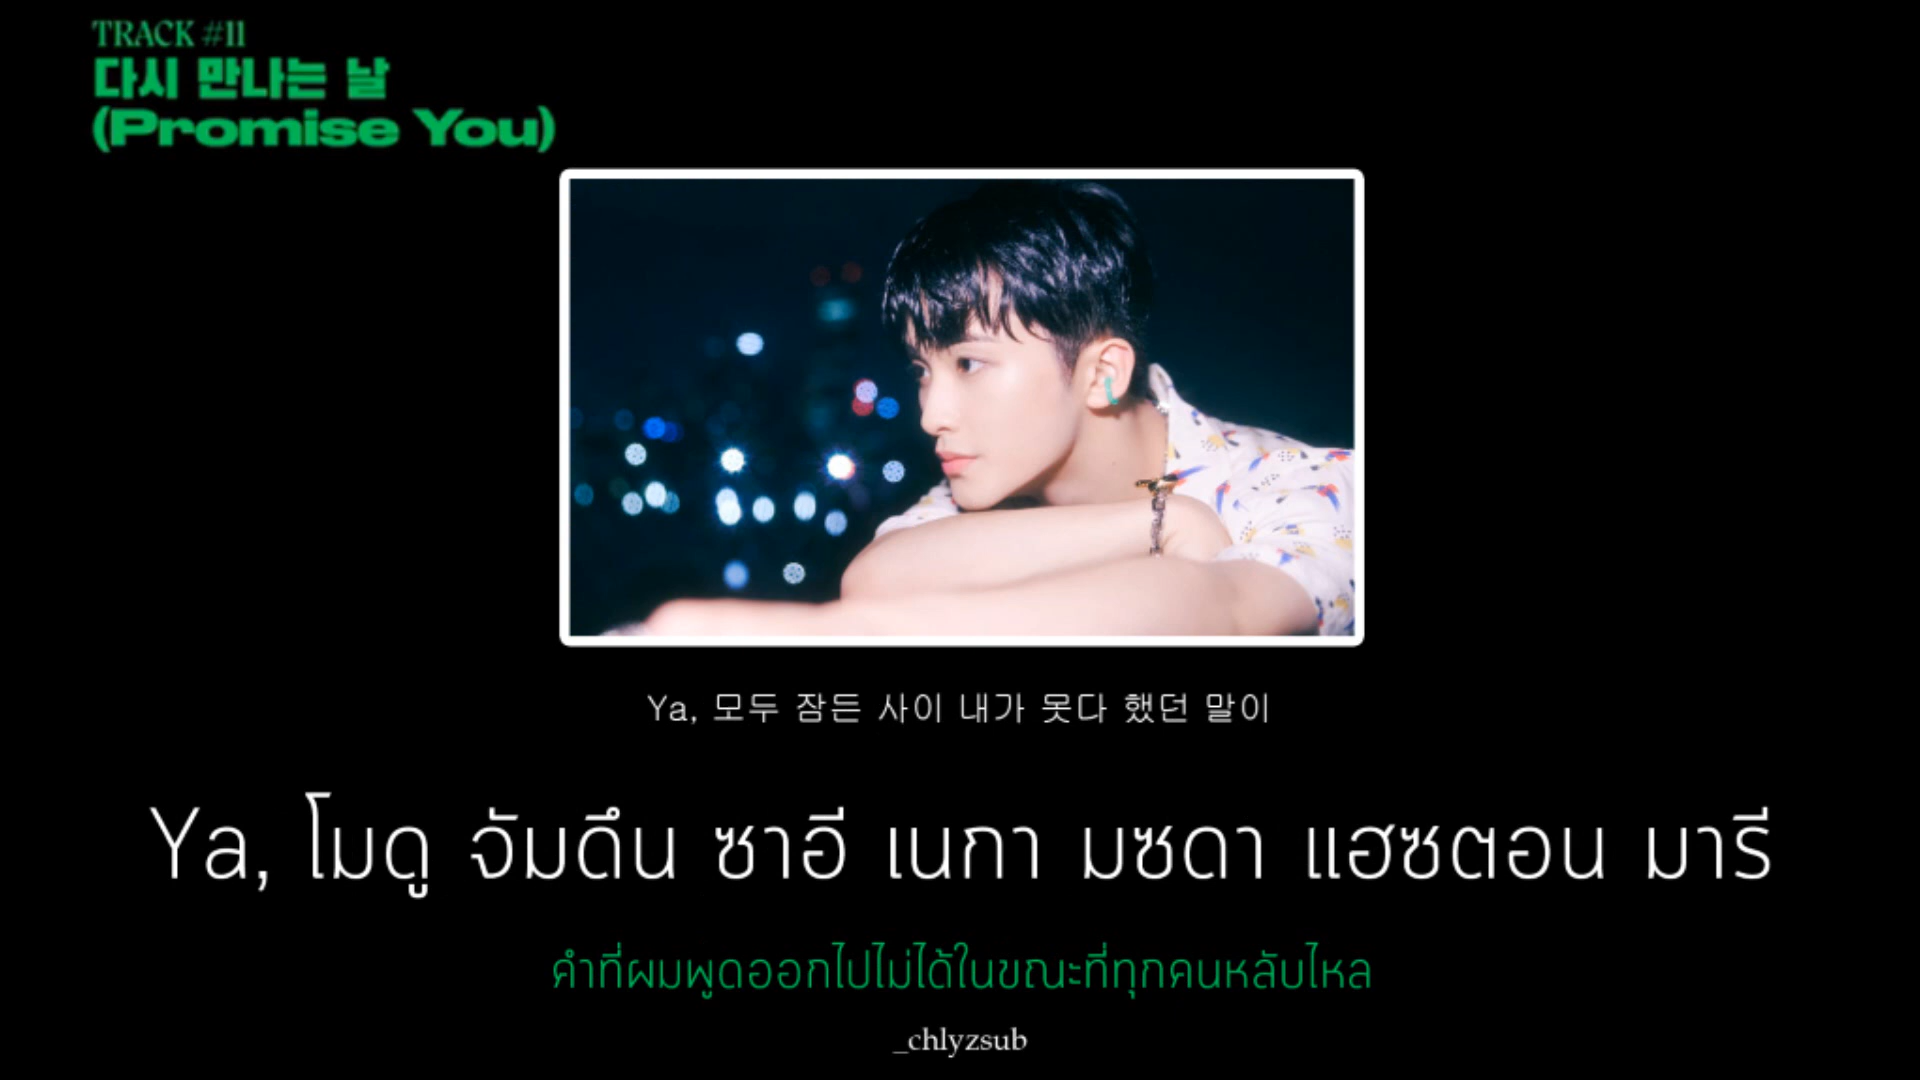 TRACK #11
다시 만나는 날
(Promise You)
Ya, 모두 잠든 사이 내가 못다 했던 말이
Ya, โมดู จัมดึน ซาอี เนกา มซดา แฮซตอน มารี
คำที่ผมพูดออกไปไม่ได้ในขณะที่ทุกคนหลับไหล
_chlyzsub